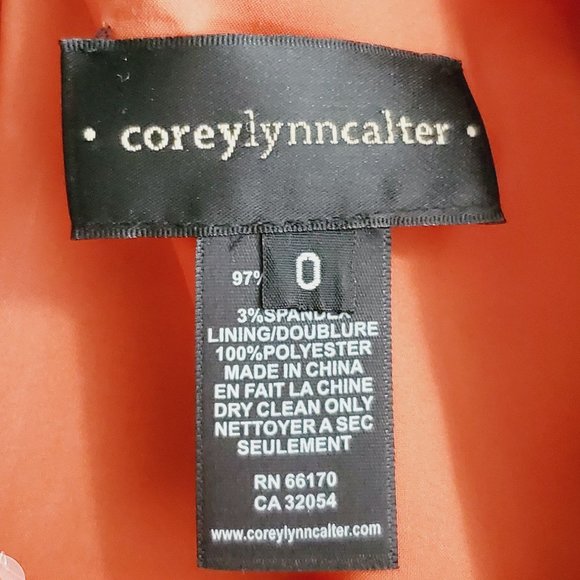 • coreylynncalter •
0
97%
3%SPANDEX
LINING/DOUBLURE
100%POLYESTER
MADE IN CHINA
EN FAIT LA CHINE
DRY CLEAN ONLY
NETTOYER A SEC
SEULEMENT
RN 66170
CA 32054
www.coreylynncalter.com